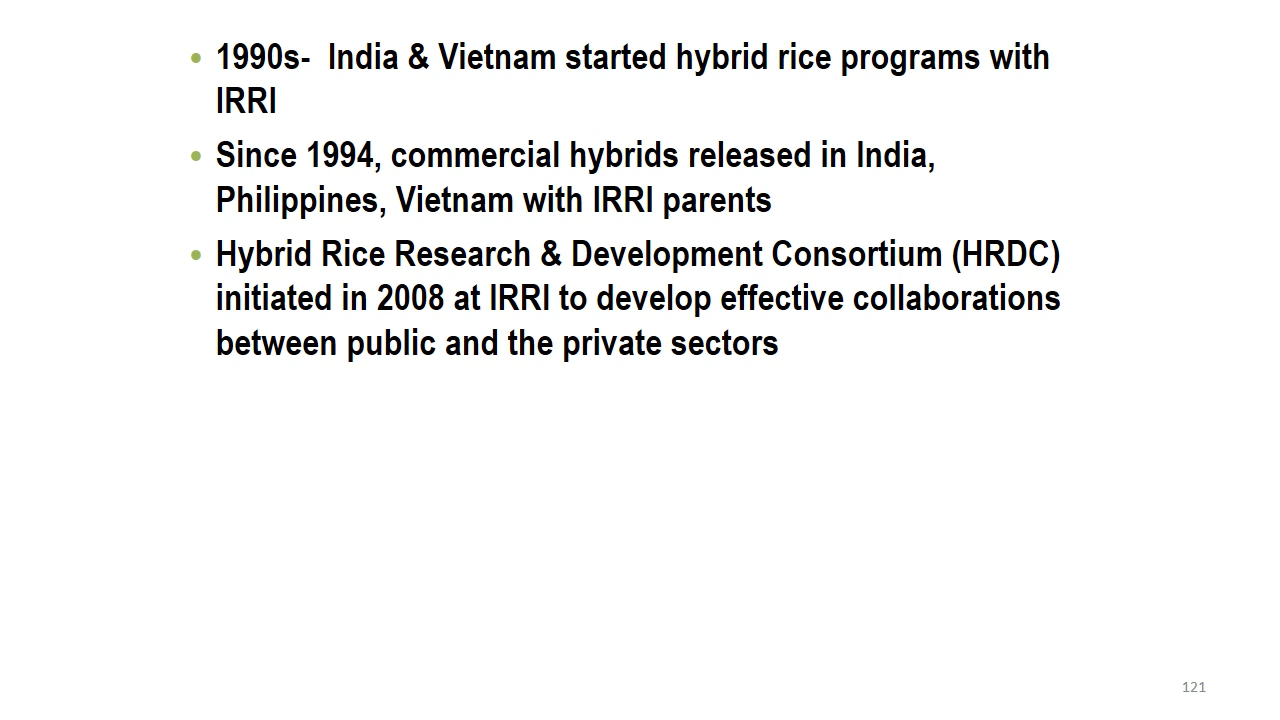 • 1990s-  India & Vietnam started hybrid rice programs with
IRRI
• Since 1994, commercial hybrids released in India,
Philippines, Vietnam with IRRI parents
• Hybrid Rice Research & Development Consortium (HRDC)
initiated in 2008 at IRRI to develop effective collaborations
between public and the private sectors
121